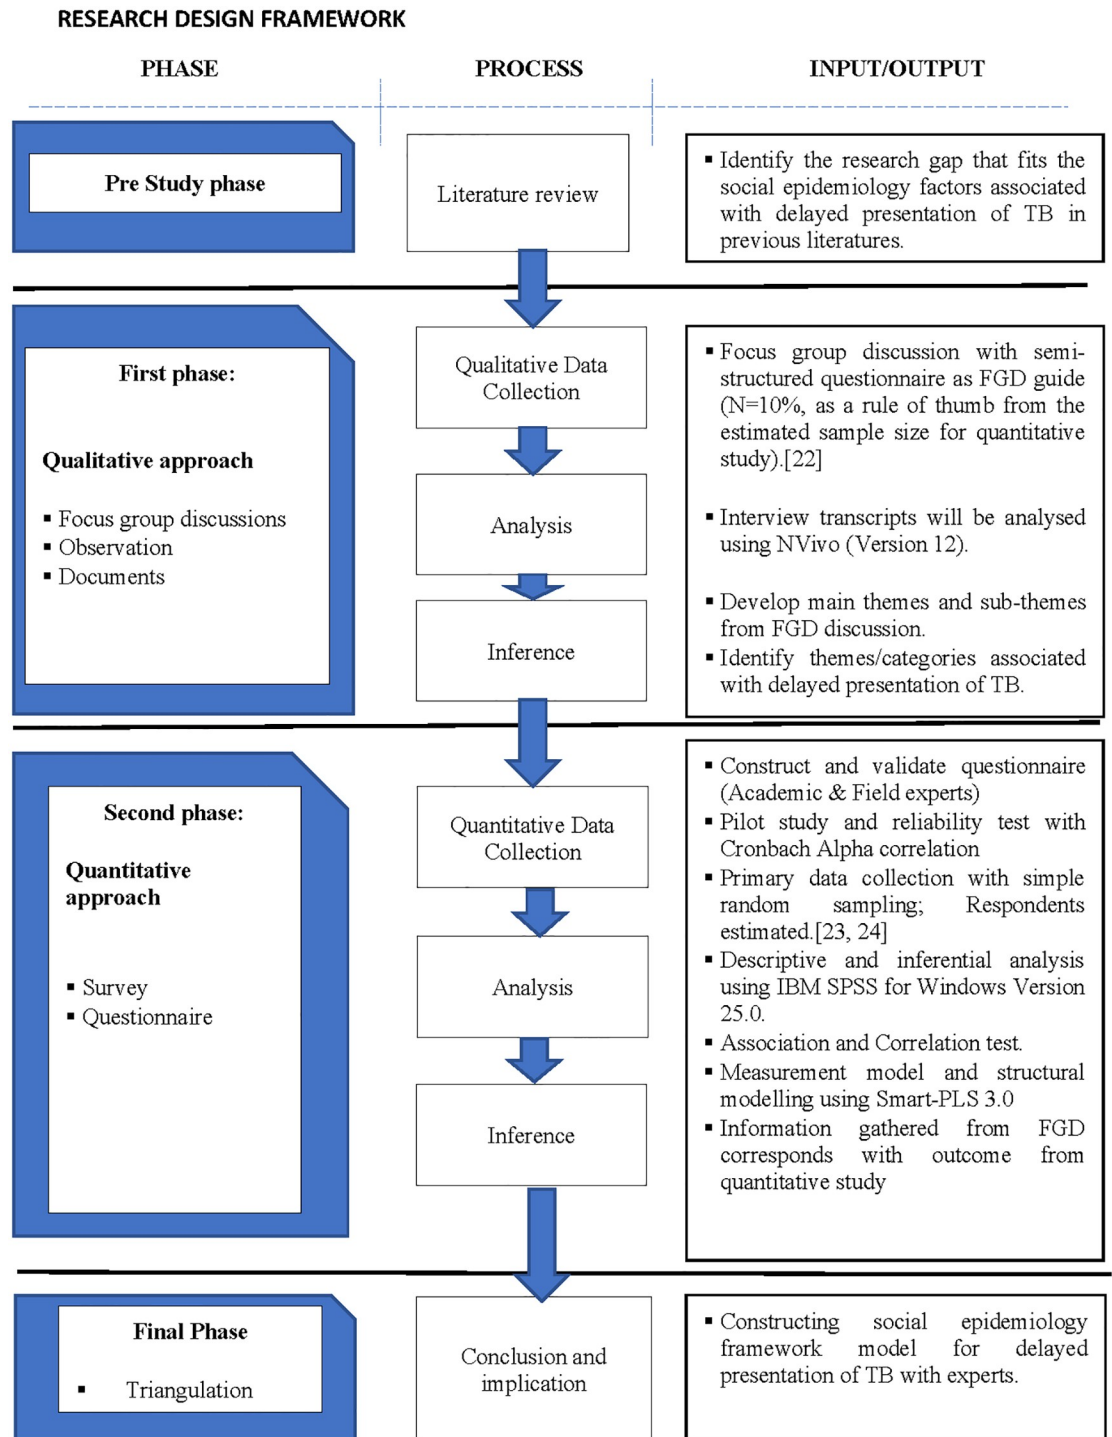 RESEARCH DESIGN FRAMEWORK
PHASE
PROCESS
INPUT/OUTPUT
Pre Study phase
Literature review
▪ Identify the research gap that fits the
social epidemiology factors associated
with delayed presentation of TB in
previous literatures.
First phase:
Qualitative approach
▪ Focus group discussions
▪ Observation
▪ Documents
Qualitative Data
Collection
Analysis
Inference
▪ Focus group discussion with semi-
structured questionnaire as FGD guide
(N=10%, as a rule of thumb from the
estimated sample size for quantitative
study).[22]
▪ Interview transcripts will be analysed
using NVivo (Version 12).
▪ Develop main themes and sub-themes
from FGD discussion.
▪ Identify themes/categories associated
with delayed presentation of TB.
Second phase:
Quantitative
approach
▪ Survey
▪ Questionnaire
Quantitative Data
Collection
Analysis
Inference
▪ Construct and validate questionnaire
(Academic & Field experts)
▪ Pilot study and reliability test with
Cronbach Alpha correlation
▪ Primary data collection with simple
random sampling; Respondents
estimated.[23, 24]
▪ Descriptive and inferential analysis
using IBM SPSS for Windows Version
25.0.
▪ Association and Correlation test.
▪ Measurement model and structural
modelling using Smart-PLS 3.0
▪ Information gathered from FGD
corresponds with outcome from
quantitative study
Final Phase
▪ Triangulation
Conclusion and
implication
▪ Constructing social epidemiology
framework model for delayed
presentation of TB with experts.